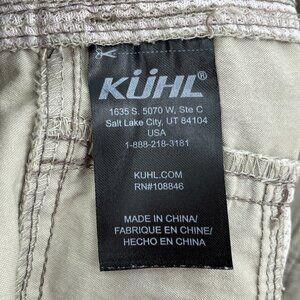 KÜHL®
1635 S. 5070 W, Ste C
Salt Lake City, UT 84104
USA
1-888-218-3181
KUHL.COM
RN#108846
MADE IN CHINA/
FABRIQUE EN CHINE/
HECHO EN CHINA